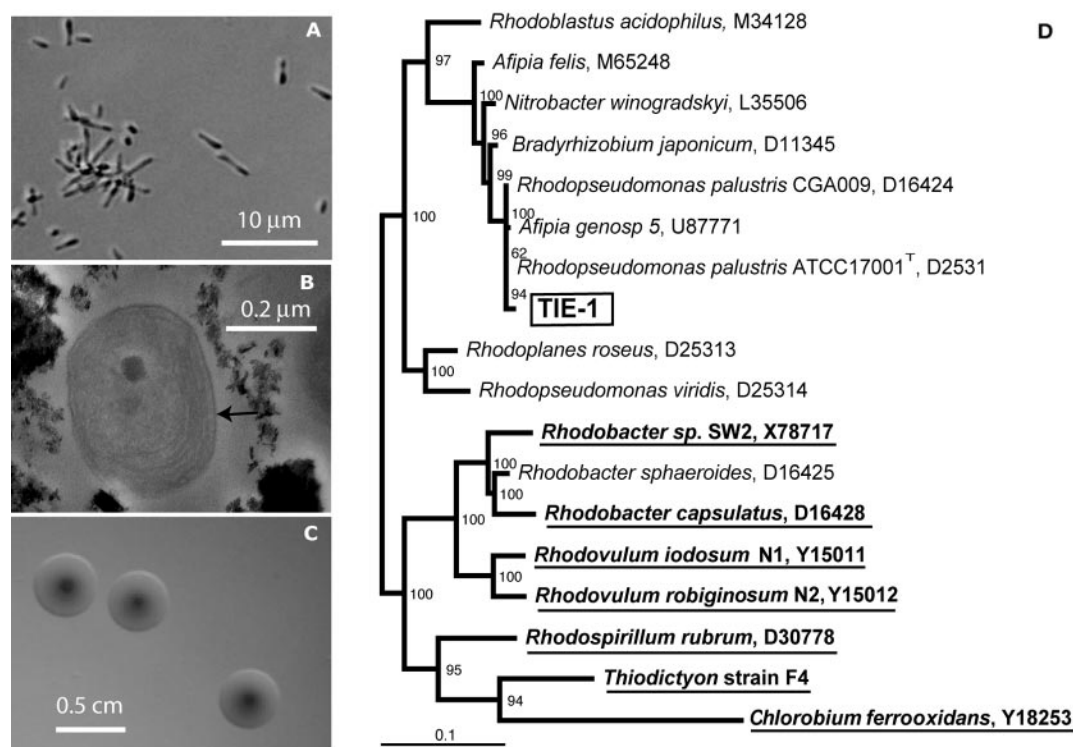 A
10 µm
B
0.2 µm
C
0.5 cm
D
Rhodoblastus acidophilus, M34128
97
Afipia felis, M65248
100
Nitrobacter winogradskyi, L35506
96
Bradyrhizobium japonicum, D11345
99
Rhodopseudomonas palustris CGA009, D16424
100
100
Afipia genosp 5, U87771
62
Rhodopseudomonas palustris ATCC17001ᵀ, D2531
94
TIE-1
Rhodoplanes roseus, D25313
100
Rhodopseudomonas viridis, D25314
Rhodobacter sp. SW2, X78717
100
Rhodobacter sphaeroides, D16425
100
Rhodobacter capsulatus, D16428
100
Rhodovulum iodosum N1, Y15011
100
Rhodovulum robiginosum N2, Y15012
100
Rhodospirillum rubrum, D30778
95
Thiodictyon strain F4
94
Chlorobium ferrooxidans, Y18253
0.1